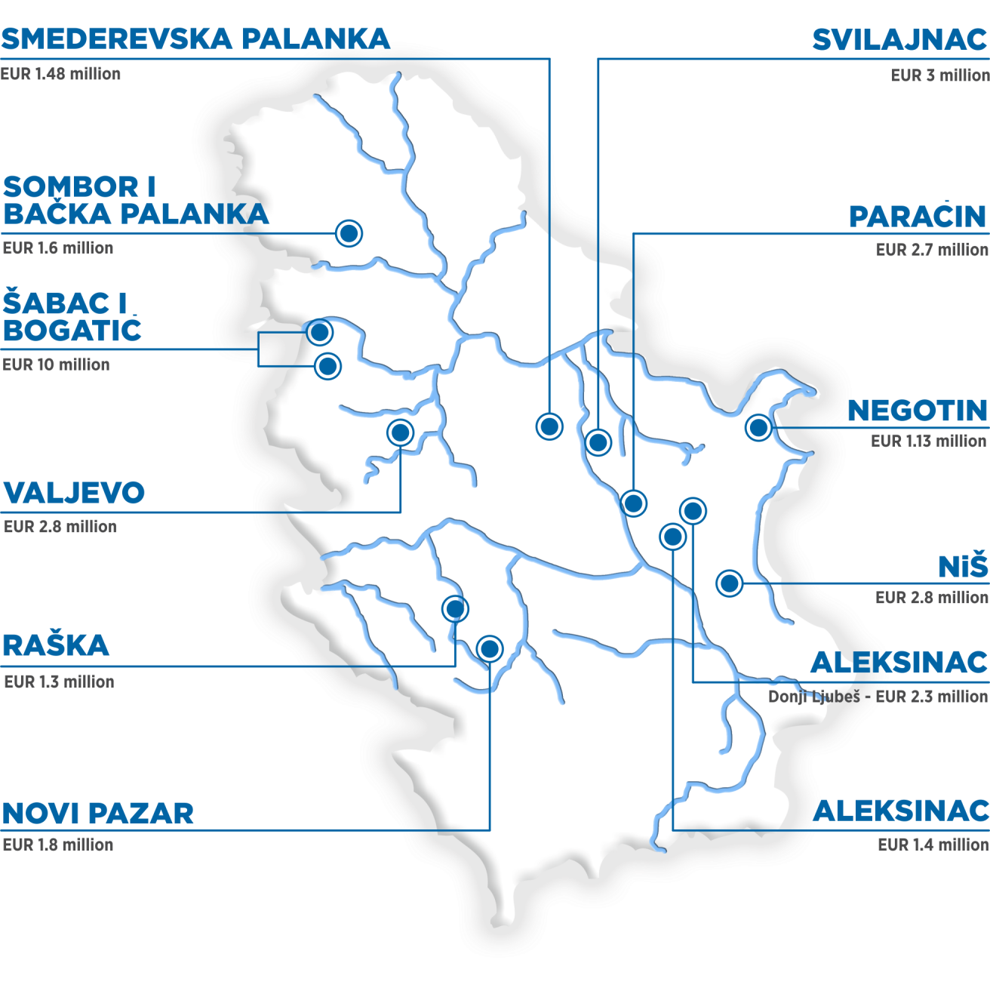 SMEDEREVSKA PALANKA
EUR 1.48 million
SOMBOR I
BAČKA PALANKA
EUR 1.6 million
ŠABAC I
BOGATIĆ
EUR 10 million
VALJEVO
EUR 2.8 million
RAŠKA
EUR 1.3 million
NOVI PAZAR
EUR 1.8 million
SVILAJNAC
EUR 3 million
PARAĆIN
EUR 2.7 million
NEGOTIN
EUR 1.13 million
NiŠ
EUR 2.8 million
ALEKSINAC
Donji Ljubeš - EUR 2.3 million
ALEKSINAC
EUR 1.4 million